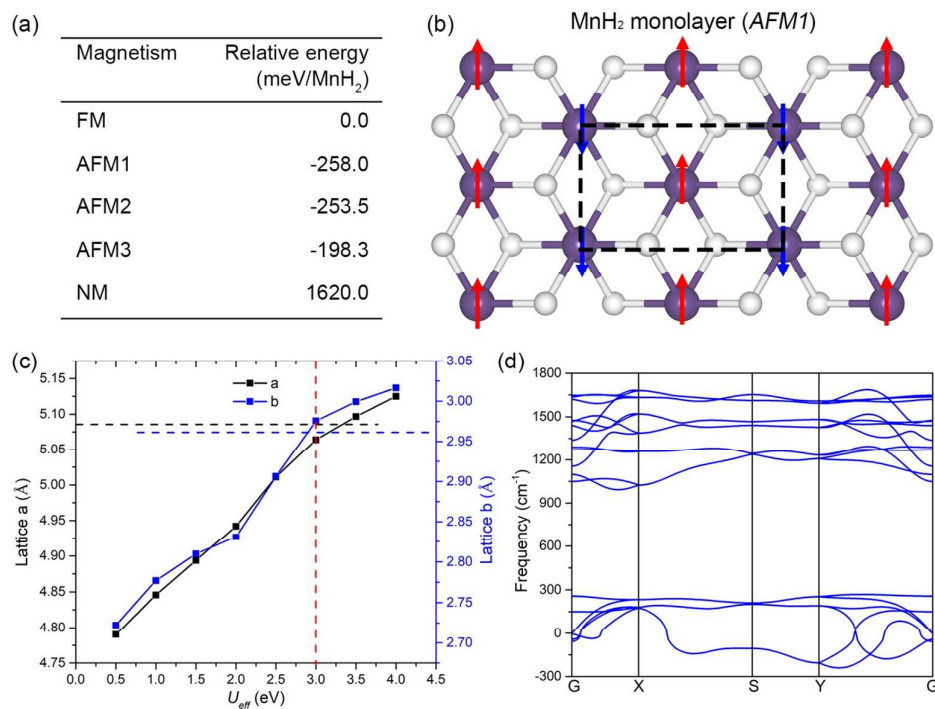 (a)
Magnetism Relative energy
(meV/MnH2)
FM 0.0
AFM1 -258.0
AFM2 -253.5
AFM3 -198.3
NM 1620.0
(b) MnH2 monolayer (AFM1)
(c)
a
b
5.15
5.10
5.05
5.00
4.95
4.90
4.85
4.80
4.75
Lattice a (Å)
3.05
3.00
2.95
2.90
2.85
2.80
2.75
2.70
Lattice b (Å)
0.0 0.5 1.0 1.5 2.0 2.5 3.0 3.5 4.0 4.5
Ueff (eV)
(d)
1800
1500
1200
900
600
300
0
-300
Frequency (cm-1)
G X S Y G